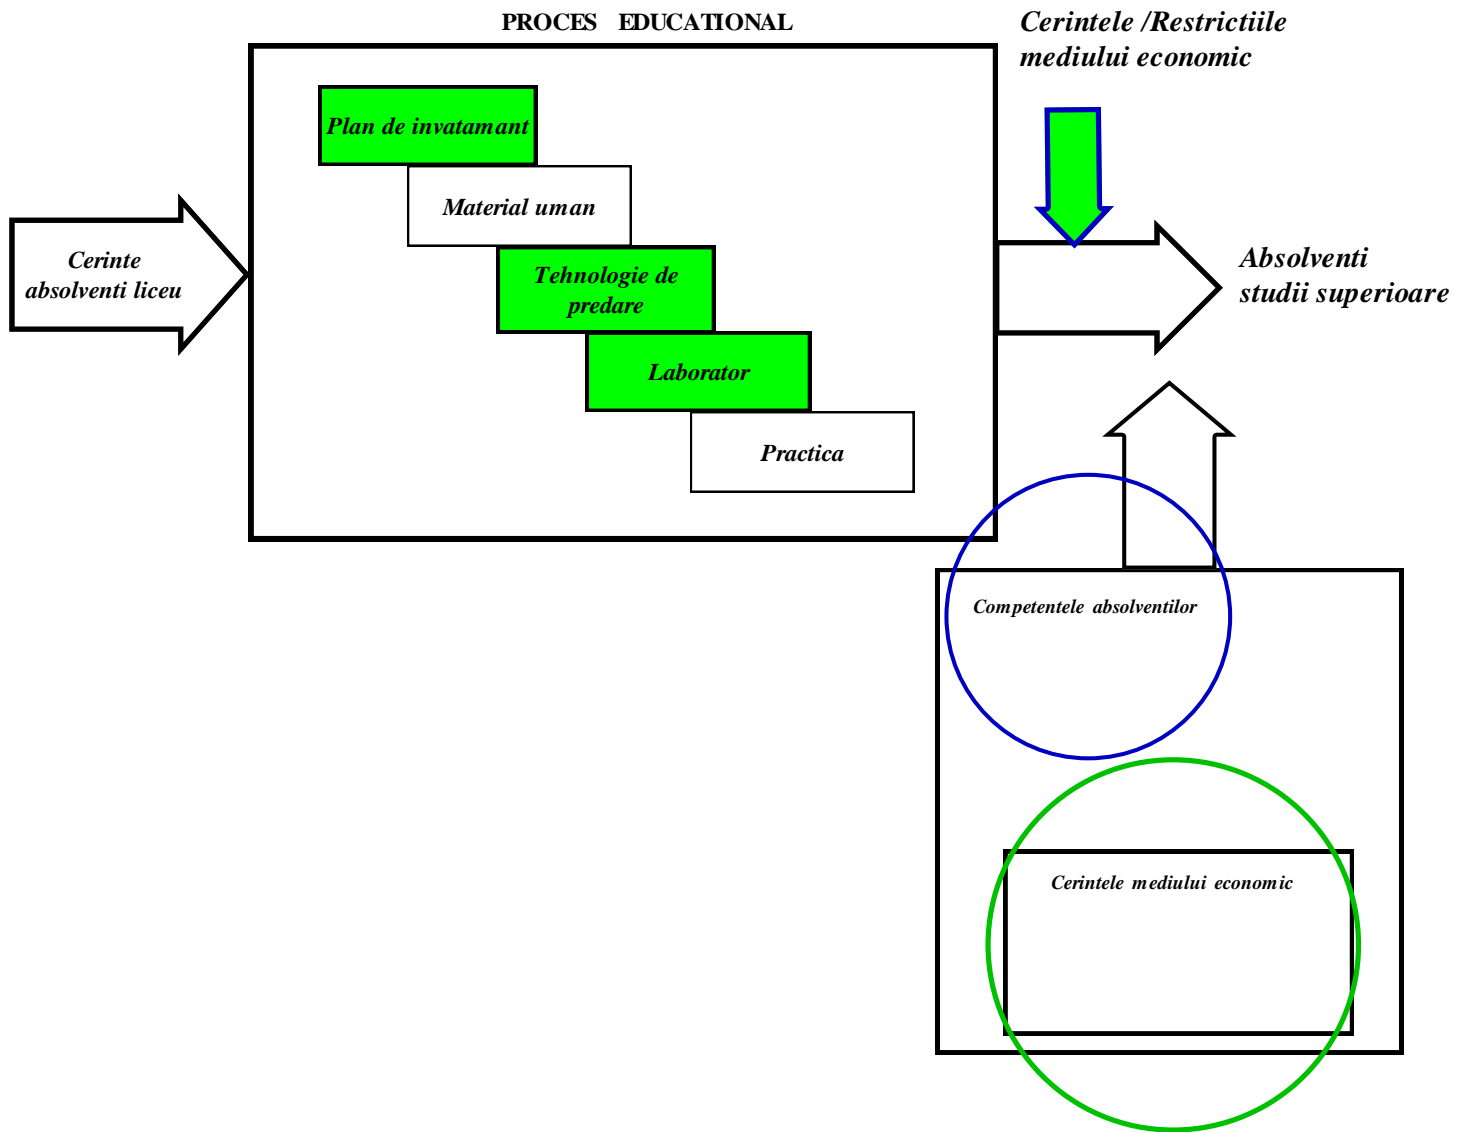 PROCES EDUCATIONAL
Cerintele /Restrictiile
mediului economic
Plan de invatamant
Material uman
Cerinte
absolventi liceu
Tehnologie de
predare
Absolventi
studii superioare
Laborator
Practica
Competentele absolventilor
Cerintele mediului economic